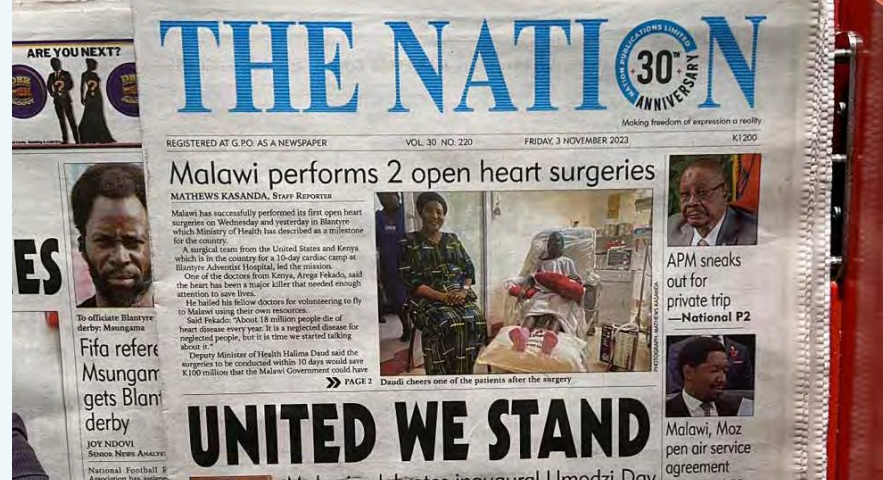 ARE YOU NEXT?
THE NATION
NATION PUBLICATIONS LIMITED
30TH
ANNIVERSARY
Making freedom of expression a reality
REGISTERED AT G.P.O. AS A NEWSPAPER VOL. 30 NO. 220 FRIDAY, 3 NOVEMBER 2023 K1200
Malawi performs 2 open heart surgeries
MATHEWS KASANDA, STAFF REPORTER
Malawi has successfully performed its first open heart
surgeries on Wednesday and yesterday in Blantyre
which Ministry of Health has described as a milestone
for the country.
A surgical team from the United States and Kenya
which is in the country for a 10-day cardiac camp at
Blantyre Adventist Hospital, led the mission.
One of the doctors from Kenya, Arega Fekado, said
the heart has been a major killer that needed enough
attention to save lives.
He hailed his fellow doctors for volunteering to fly
to Malawi using their own resources.
Said Fekado: "About 18 million people die of
heart disease every year. It is a neglected disease for
neglected people, but it is time we started talking
about it."
Deputy Minister of Health Halima Daud said the
surgeries to be conducted within 10 days would save
K100 million that the Malawi Government could have
PAGE 2
PHOTOGRAPH: MATHEWS KASANDA
Daudi cheers one of the patients after the surgery
APM sneaks
out for
private trip
—National P2
Malawi, Moz
pen air service
agreement
UNITED WE STAND
inaugural Umodzi Day
ES
To officiate Blantyre
derby: Msungama
Fifa refere
Msungam
gets Blant
derby
JOY NDOVI
SENIOR NEWS ANALYS
National Football